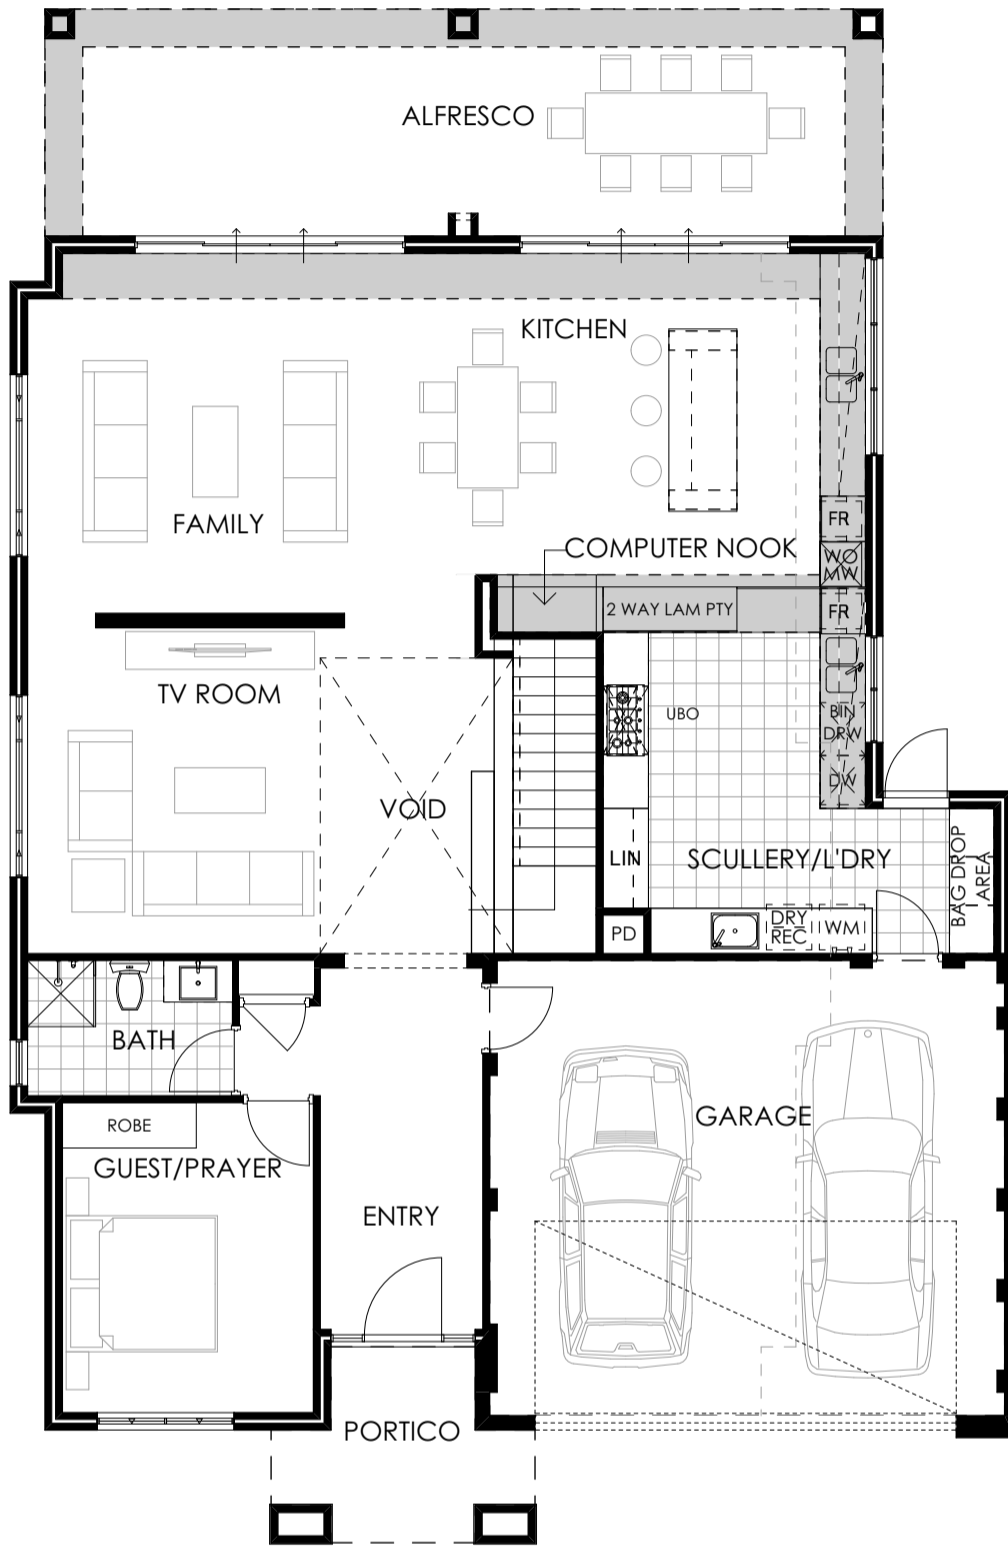 ALFRESCO
KITCHEN
FAMILY
FR
COMPUTER NOOK
WO
MW
2 WAY LAM PTY
FR
TV ROOM
UBO
BIN
DRW
DW
VOID
LIN
SCULLERY/L'DRY
BAG DROP
AREA
PD
DRY
REC
WM
BATH
ROBE
GARAGE
GUEST/PRAYER
ENTRY
PORTICO